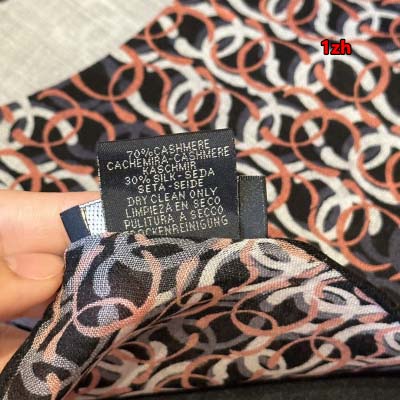 1zh
70%CASHMERE
CACHEMIRA-CASHMERE
KASCHMIR
30% SILK-SEDA
SETA-SEIDE
DRY CLEAN ONLY
LIMPIEZA EN SECO
PULITURA A SECCO
TROCKENREINIGUNG